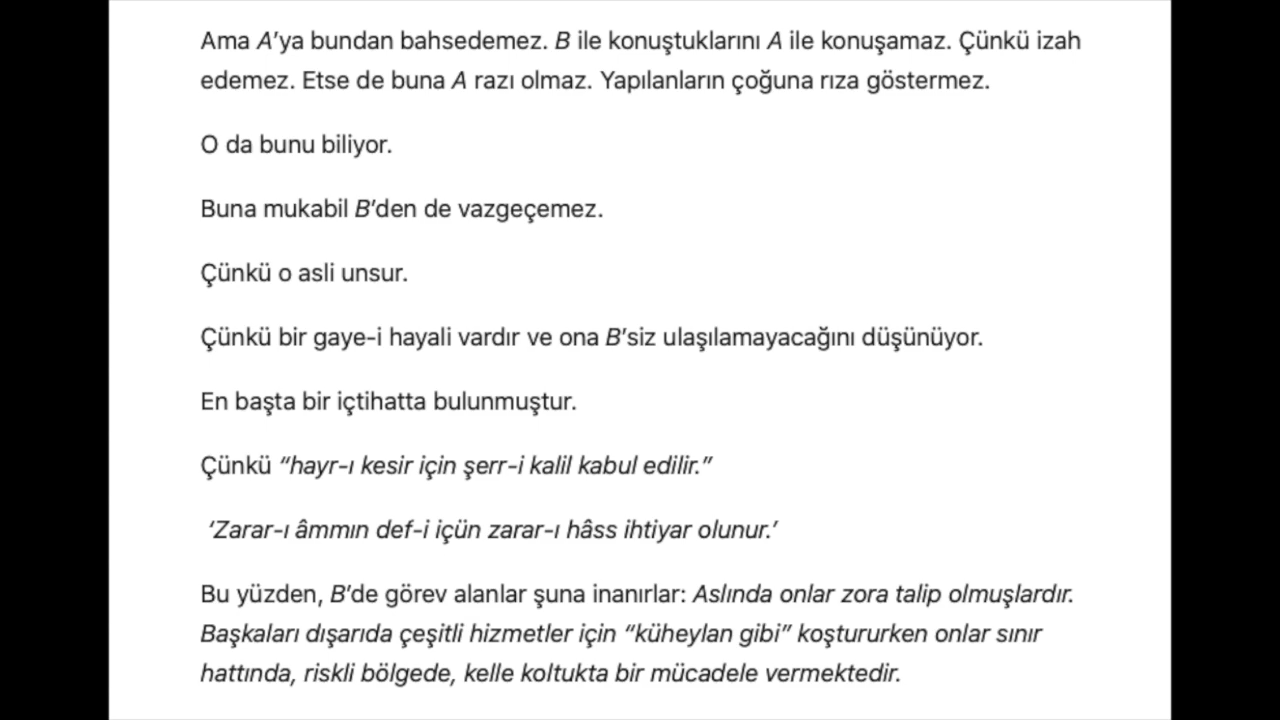 Ama A'ya bundan bahsedemez. B ile konuştuklarını A ile konuşamaz. Çünkü izah
edemez. Etse de buna A razı olmaz. Yapılanların çoğuna rıza göstermez.
O da bunu biliyor.
Buna mukabil B'den de vazgeçemez.
Çünkü o asli unsur.
Çünkü bir gaye-i hayali vardır ve ona B'siz ulaşılamayacağını düşünüyor.
En başta bir içtihatta bulunmuştur.
Çünkü “hayr-ı kesir için şerr-i kalil kabul edilir.”
‘Zarar-ı âmmın def-i içün zarar-ı hâss ihtiyar olunur.’
Bu yüzden, B'de görev alanlar şuna inanırlar: Aslında onlar zora talip olmuşlardır.
Başkaları dışarıda çeşitli hizmetler için “küheylan gibi” koştururken onlar sınır
hattında, riskli bölgede, kelle koltukta bir mücadele vermektedir.